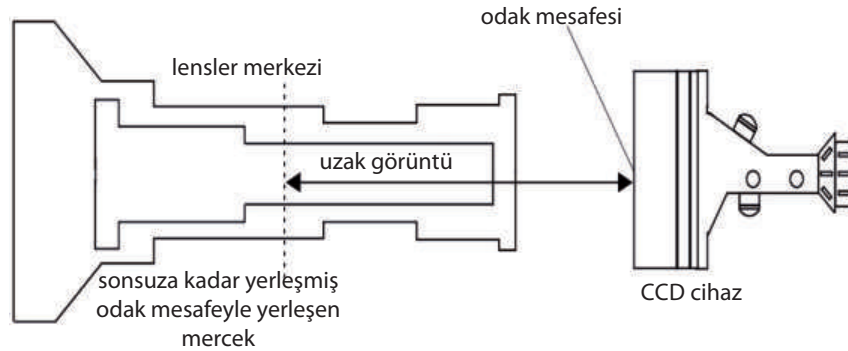 odak mesafesi
lensler merkezi
uzak görüntü
sonsuza kadar yerleşmiş
odak mesafeyle yerleşen
mercek
CCD cihaz